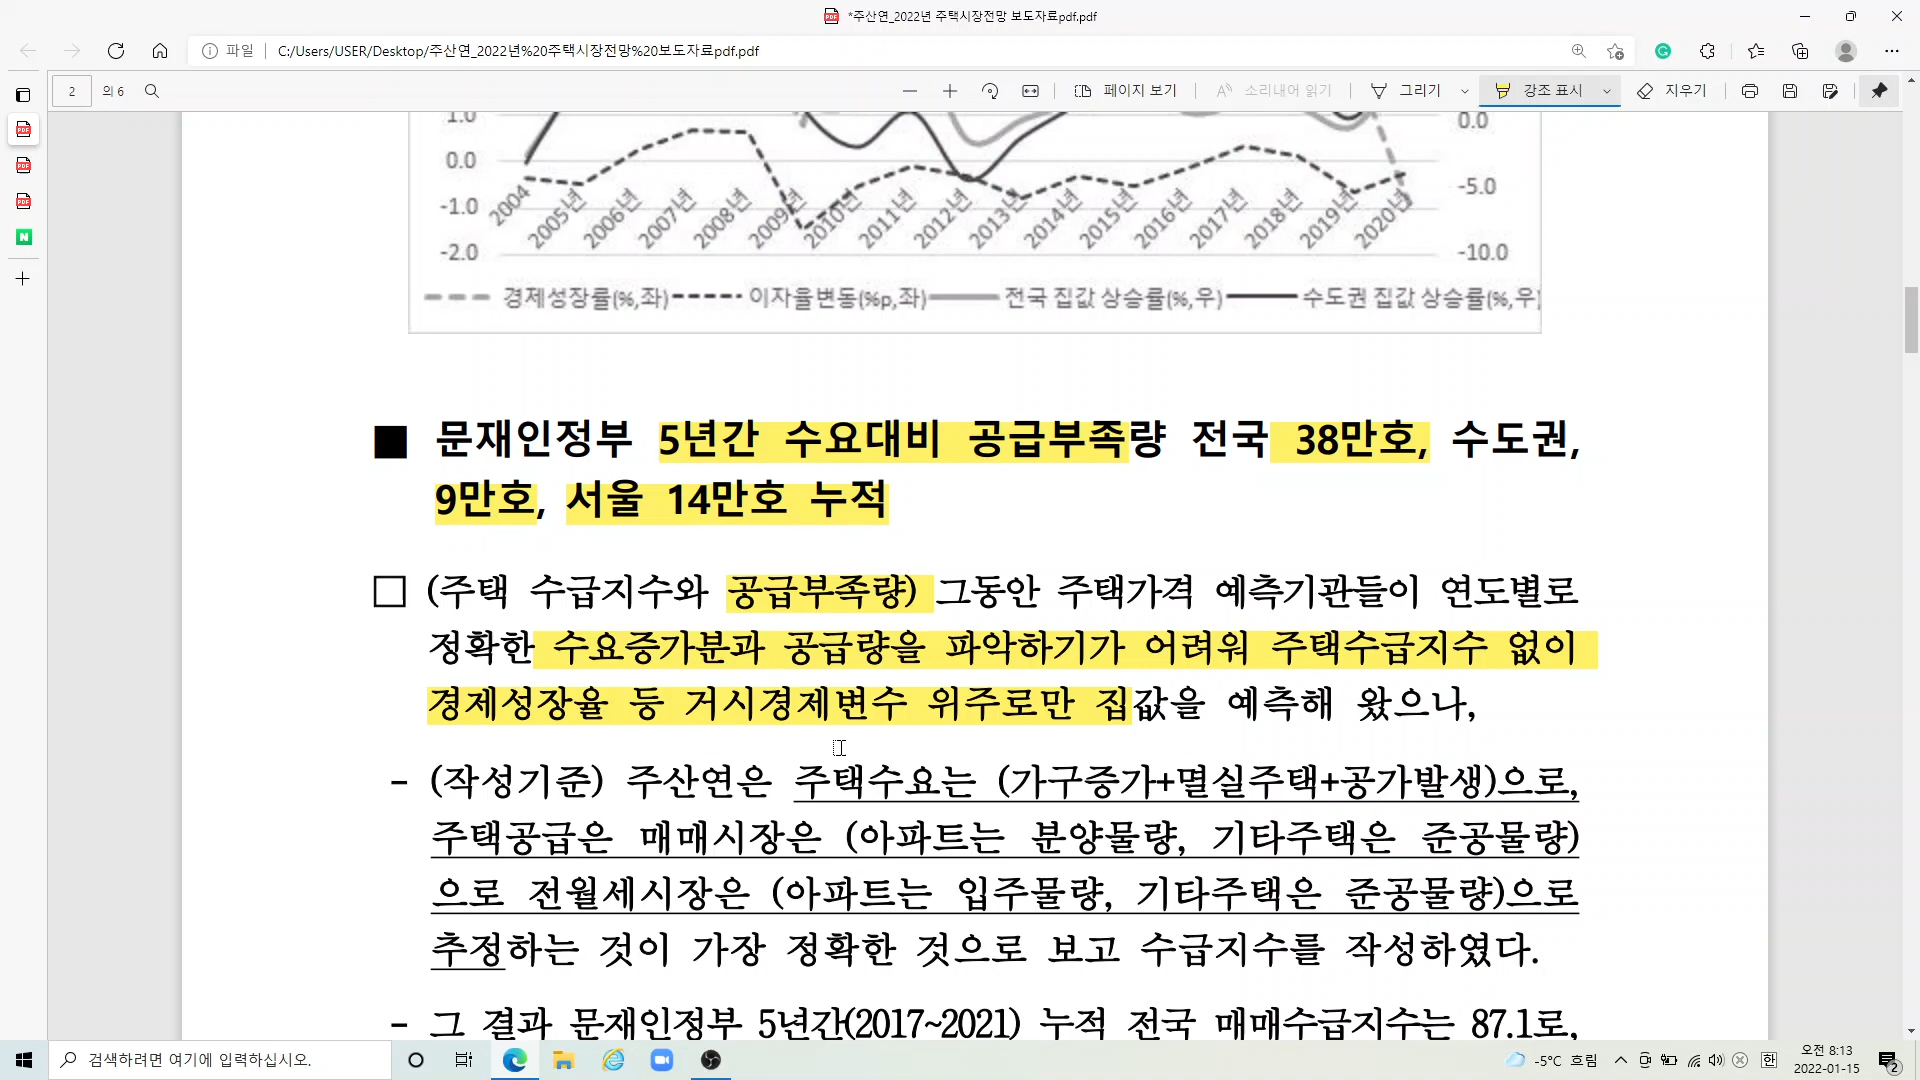 *주산연_2022년 주택시장전망 보도자료pdf.pdf
파일 C:/Users/USER/Desktop/주산연_2022년%20주택시장전망%20보도자료pdf.pdf
2 의 6 페이지 보기 소리내어 읽기 그리기 강조 표시 지우기
1.0 0.0
0.0
-5.0
-1.0
-2.0 -10.0
2004 2005년 2006년 2007년 2008년 2009년 2010년 2011년 2012년 2013년 2014년 2015년 2016년 2017년 2018년 2019년 2020년
경제성장률(%,좌) 이자율변동(%p,좌) 전국 집값 상승률(%,우) 수도권 집값 상승률(%,우)
■ 문재인정부 5년간 수요대비 공급부족량 전국 38만호, 수도권,
9만호, 서울 14만호 누적
□ (주택 수급지수와 공급부족량) 그동안 주택가격 예측기관들이 연도별로
정확한 수요증가분과 공급량을 파악하기가 어려워 주택수급지수 없이
경제성장율 등 거시경제변수 위주로만 집값을 예측해 왔으나,
- (작성기준) 주산연은 주택수요는 (가구증가+멸실주택+공가발생)으로,
주택공급은 매매시장은 (아파트는 분양물량, 기타주택은 준공물량)
으로 전월세시장은 (아파트는 입주물량, 기타주택은 준공물량)으로
추정하는 것이 가장 정확한 것으로 보고 수급지수를 작성하였다.
- 그 결과 문재인정부 5년간(2017~2021) 누적 전국 매매수급지수는 87.1로,
검색하려면 여기에 입력하십시오.
-5°C 흐림 한
오전 8:13
2022-01-15
2